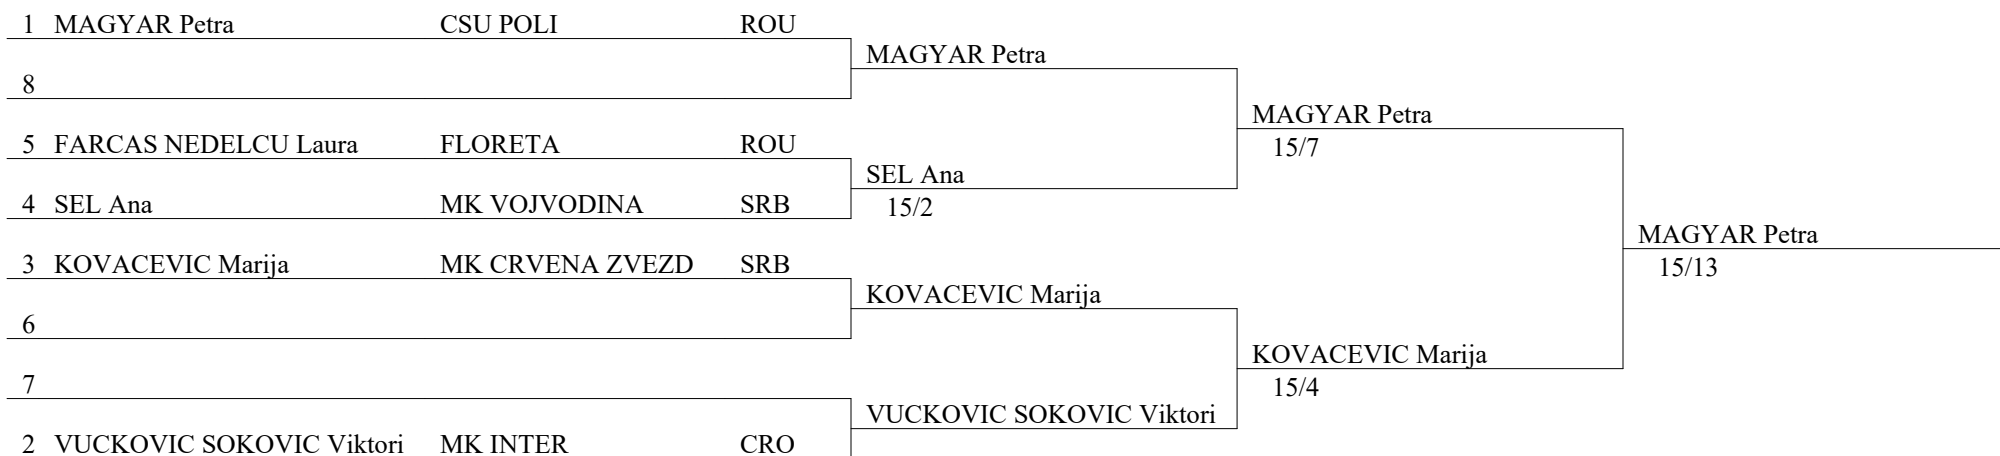 1 MAGYAR Petra CSU POLI ROU
MAGYAR Petra
8
MAGYAR Petra
15/7
5 FARCAS NEDELCU Laura FLORETA ROU
SEL Ana
15/2
4 SEL Ana MK VOJVODINA SRB
MAGYAR Petra
15/13
3 KOVACEVIC Marija MK CRVENA ZVEZD SRB
KOVACEVIC Marija
6
KOVACEVIC Marija
15/4
7
VUCKOVIC SOKOVIC Viktori
2 VUCKOVIC SOKOVIC Viktori MK INTER CRO